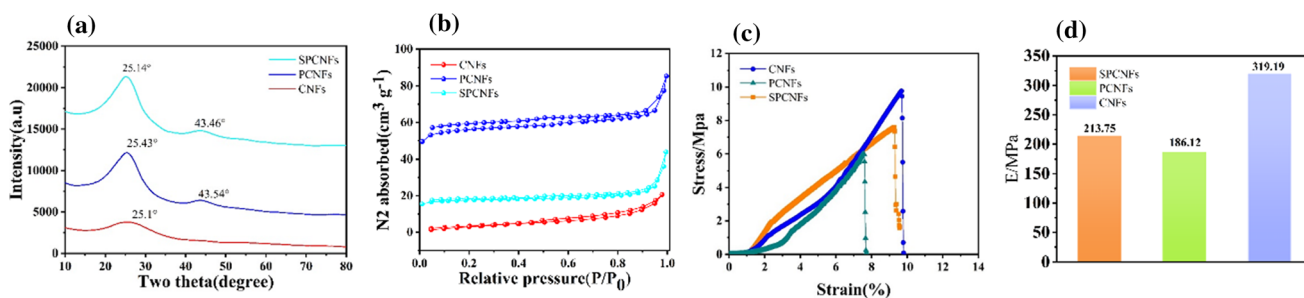 (a)
25000
20000
15000
10000
5000
0
Intensity(a.u)
25.14°
43.46°
25.43°
43.54°
25.1°
SPCNFs
PCNFs
CNFs
10 20 30 40 50 60 70 80
Two theta(degree)
(b)
100
80
60
40
20
0
N2 absorbed(cm³ g⁻¹)
CNFs
PCNFs
SPCNFs
0.0 0.2 0.4 0.6 0.8 1.0
Relative pressure(P/P₀)
(c)
12
10
8
6
4
2
0
Stress/Mpa
CNFs
PCNFs
SPCNFs
0 2 4 6 8 10 12 14
Strain(%)
(d)
350
300
250
200
150
100
50
0
E/MPa
SPCNFs
PCNFs
CNFs
213.75
186.12
319.19